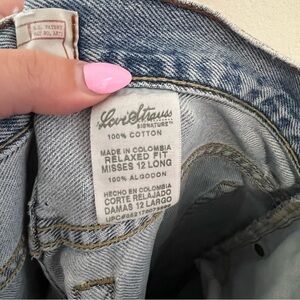 Levi Strauss
SIGNATURE™
100% COTTON
MADE IN COLOMBIA
RELAXED FIT
MISSES 12 LONG
100% ALGODON
HECHO EN COLOMBIA
CORTE RELAJADO
DAMAS 12 LARGO